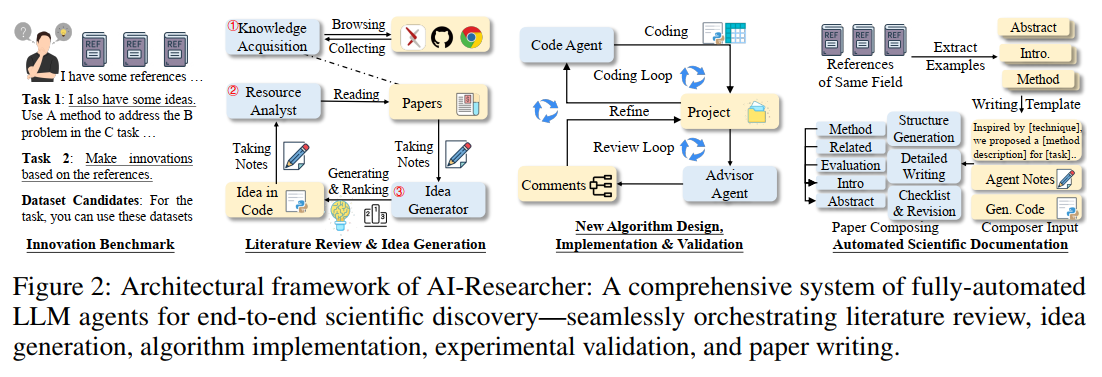 REF REF REF
I have some references ...
Task 1: I also have some ideas.
Use A method to address the B
problem in the C task ...
Task 2: Make innovations
based on the references.
Dataset Candidates: For the
task, you can use these datasets
Innovation Benchmark
① Knowledge
Acquisition
Browsing
Collecting
② Resource
Analyst
Reading
Papers
Taking
Notes
Taking
Notes
Generating
& Ranking
Idea in
Code
③ Idea
Generator
Literature Review & Idea Generation
Code Agent
Coding
Coding Loop
Project
Refine
Review Loop
Comments
Advisor
Agent
New Algorithm Design,
Implementation & Validation
REF REF REF
References
of Same Field
Extract
Examples
Abstract
Intro.
Method
Writing Template
Inspired by [technique],
we proposed a [method
description] for [task]..
Agent Notes
Gen. Code
Composer Input
Structure
Generation
Detailed
Writing
Checklist
& Revision
Method
Related
Evaluation
Intro
Abstract
Paper Composing
Automated Scientific Documentation
Figure 2: Architectural framework of AI-Researcher: A comprehensive system of fully-automated
LLM agents for end-to-end scientific discovery—seamlessly orchestrating literature review, idea
generation, algorithm implementation, experimental validation, and paper writing.